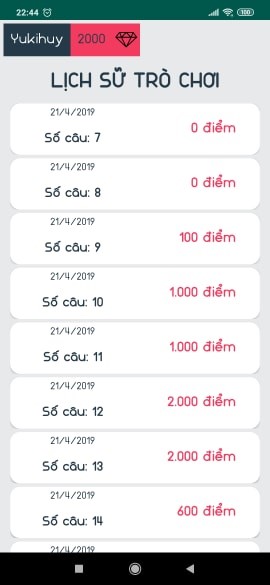 22:44
100
Yukihuy
2000
LỊCH SỬ TRÒ CHƠI
21/4/2019
0 điểm
Số câu: 7
21/4/2019
0 điểm
Số câu: 8
21/4/2019
100 điểm
Số câu: 9
21/4/2019
1.000 điểm
Số câu: 10
21/4/2019
1.000 điểm
Số câu: 11
21/4/2019
2.000 điểm
Số câu: 12
21/4/2019
2.000 điểm
Số câu: 13
21/4/2019
600 điểm
Số câu: 14
21/4/2019